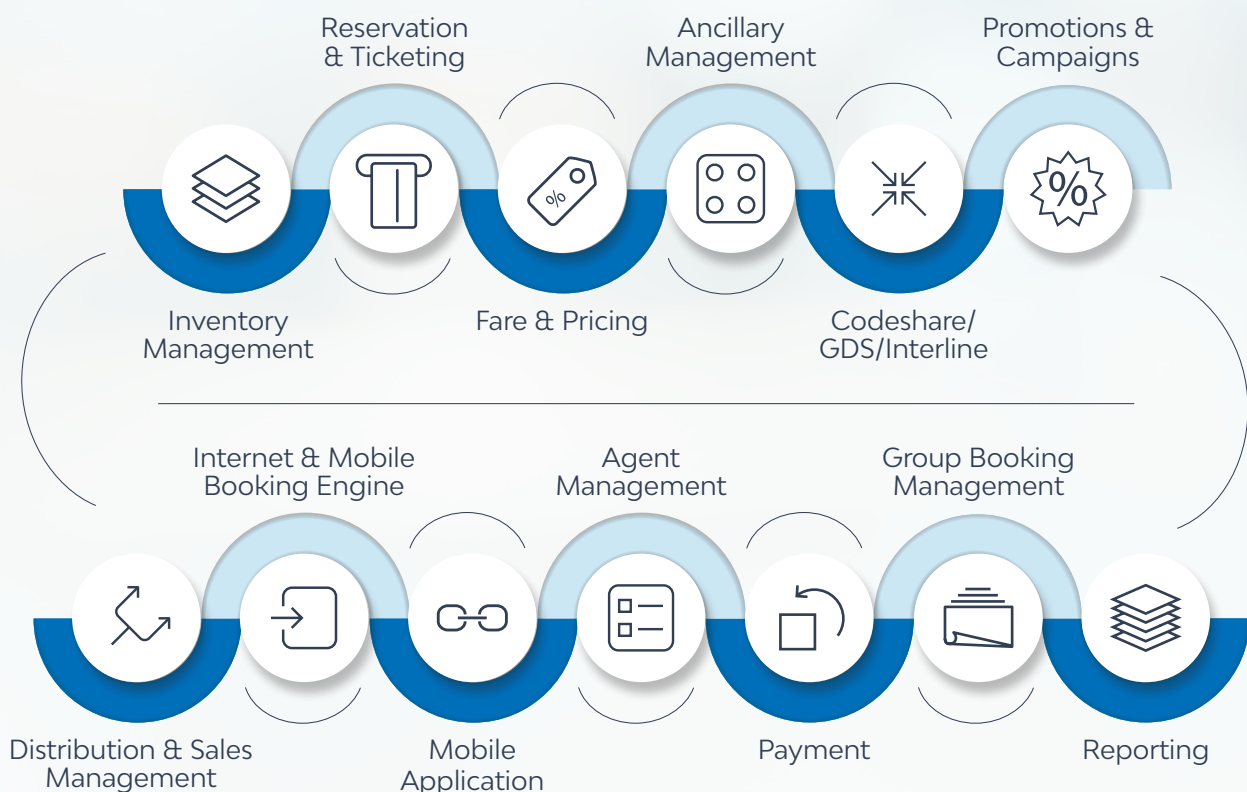 Reservation
& Ticketing
Ancillary
Management
Promotions &
Campaigns
%
%
Inventory
Management
Fare & Pricing
Codeshare/
GDS/Interline
Internet & Mobile
Booking Engine
Agent
Management
Group Booking
Management
Distribution & Sales
Management
Mobile
Application
Payment
Reporting